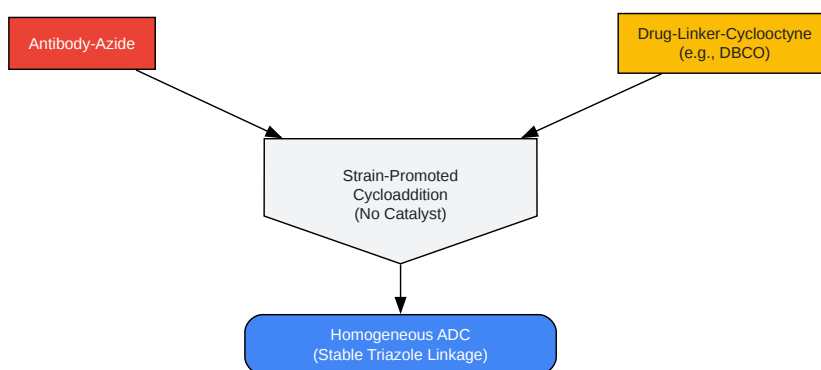 Antibody-Azide
Drug-Linker-Cyclooctyne
(e.g., DBCO)
Strain-Promoted
Cycloaddition
(No Catalyst)
Homogeneous ADC
(Stable Triazole Linkage)